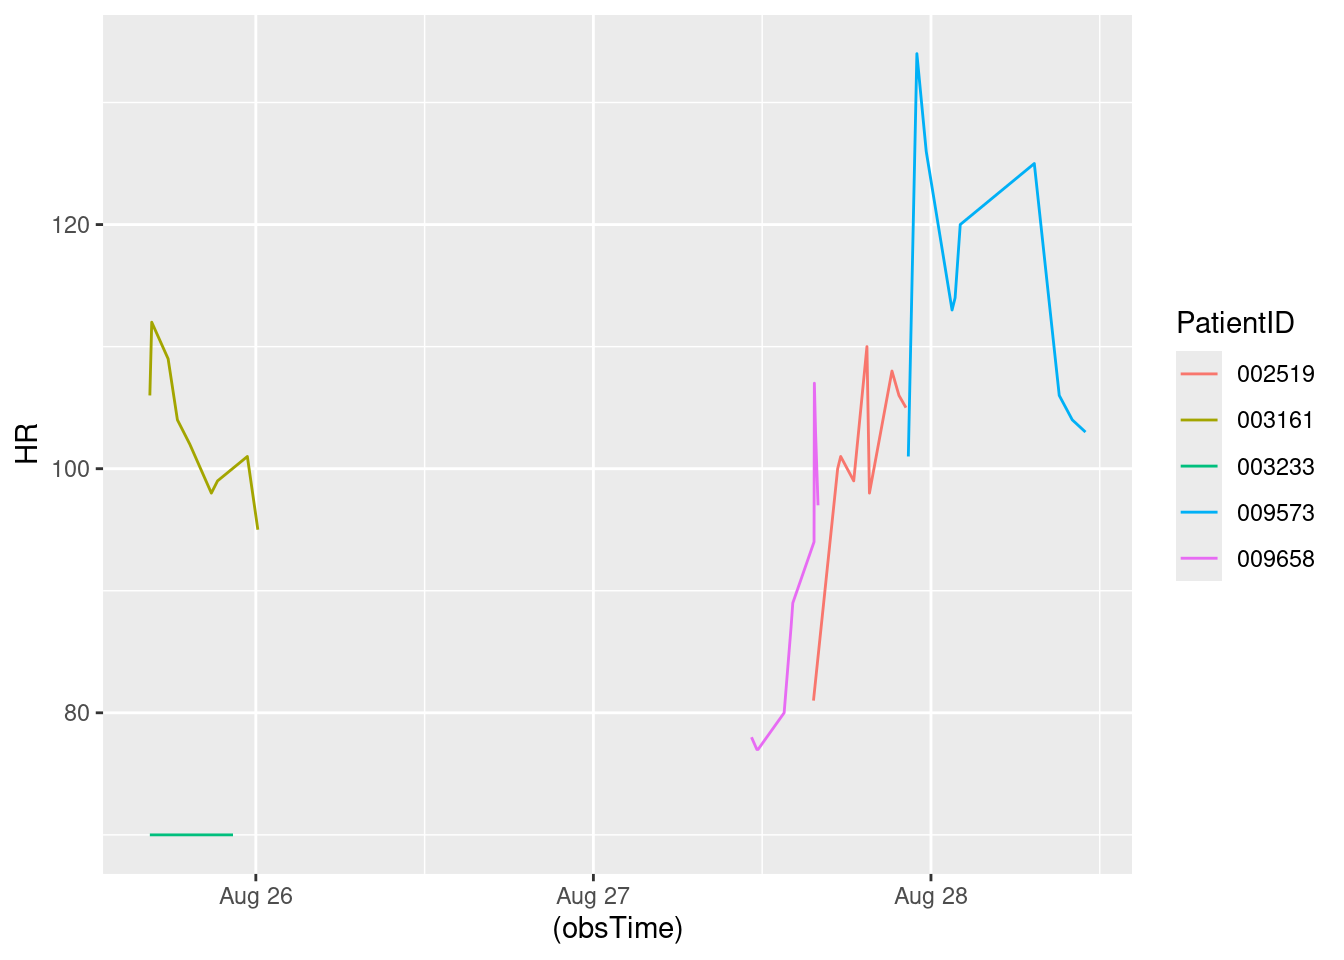 HR
120
100
80
Aug 26
Aug 27
Aug 28
(obsTime)
PatientID
002519
003161
003233
009573
009658